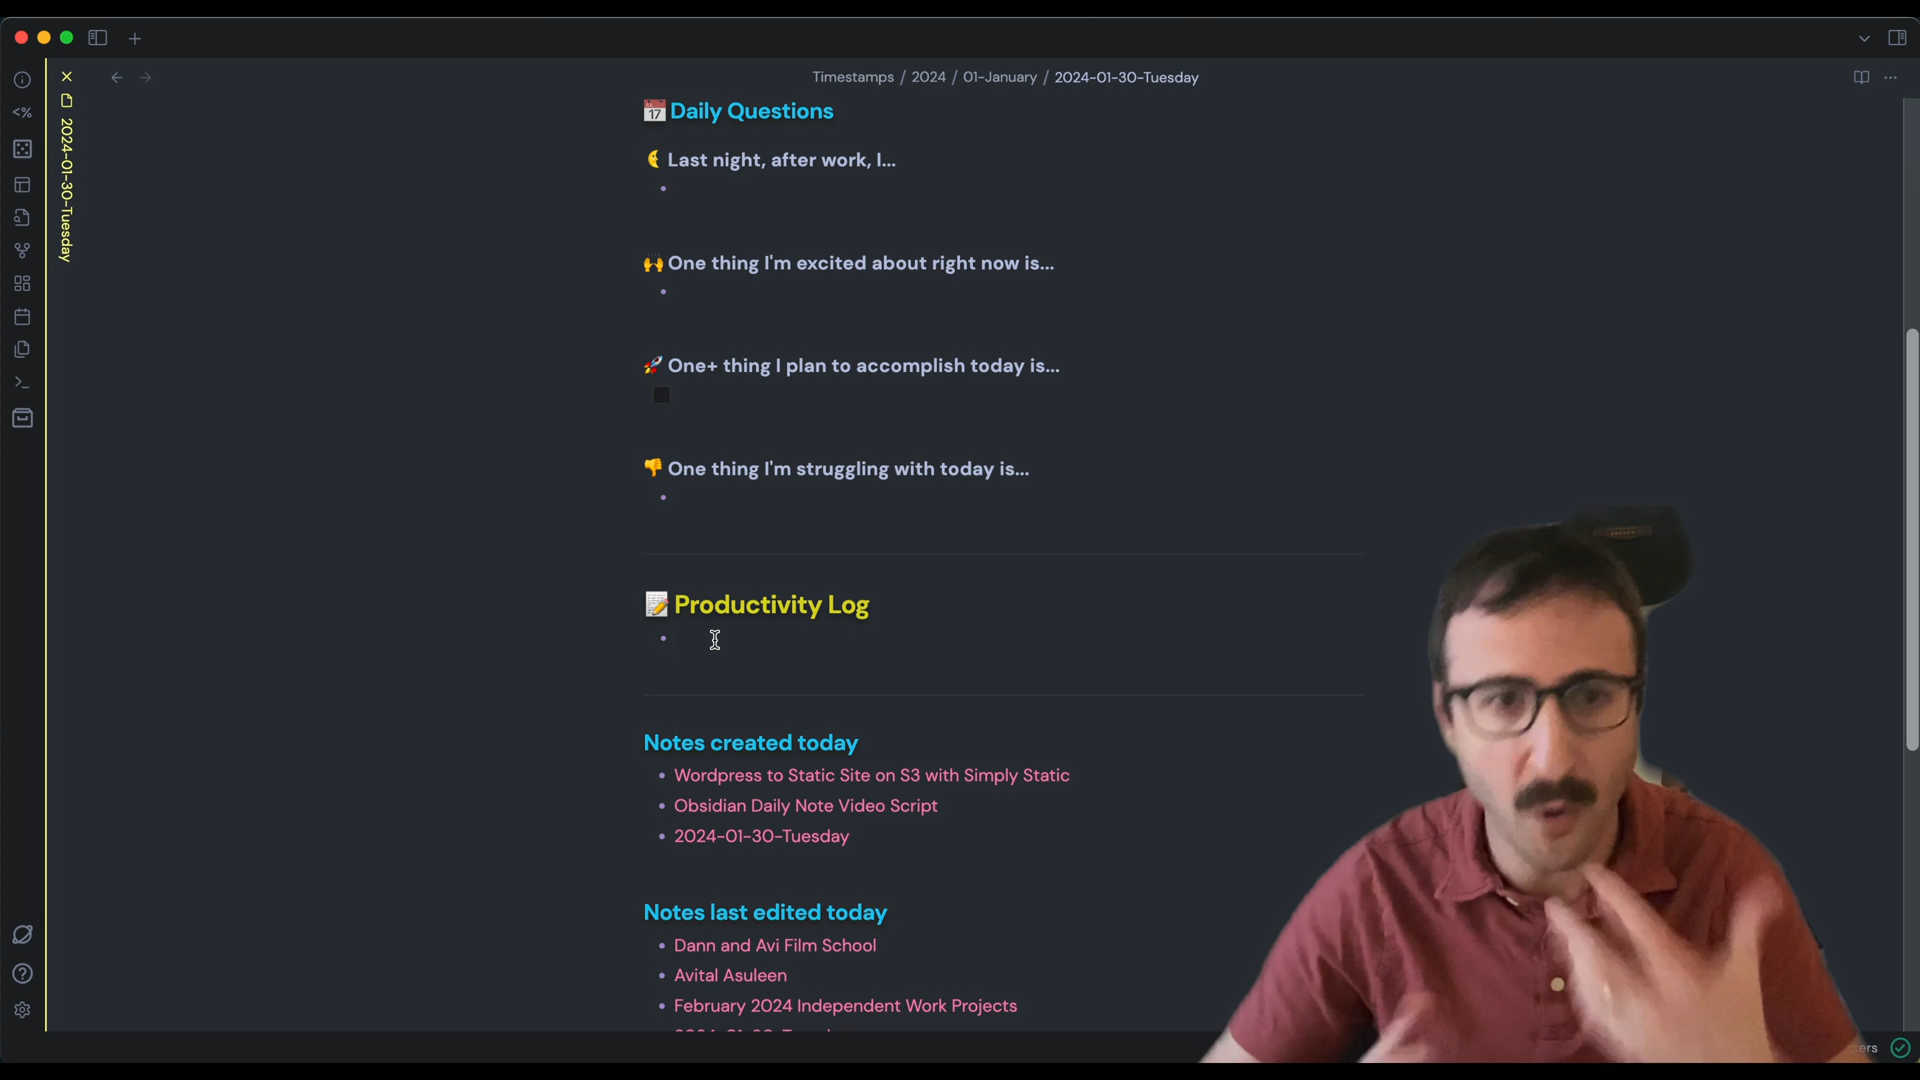 Timestamps / 2024 / 01-January / 2024-01-30-Tuesday
2024-01-30-Tuesday
17 Daily Questions
Last night, after work, I...
One thing I'm excited about right now is...
One+ thing I plan to accomplish today is...
One thing I'm struggling with today is...
Productivity Log
Notes created today
Wordpress to Static Site on S3 with Simply Static
Obsidian Daily Note Video Script
2024-01-30-Tuesday
Notes last edited today
Dann and Avi Film School
Avital Asuleen
February 2024 Independent Work Projects